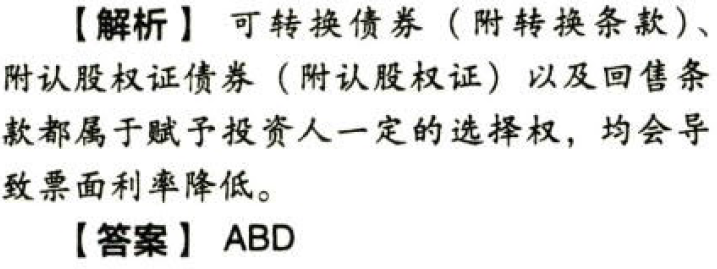 【解析】 可转换债券（附转换条款）、
附认股权证债券（附认股权证）以及回售条
款都属于赋予投资人一定的选择权，均会导
致票面利率降低。
【答案】 ABD